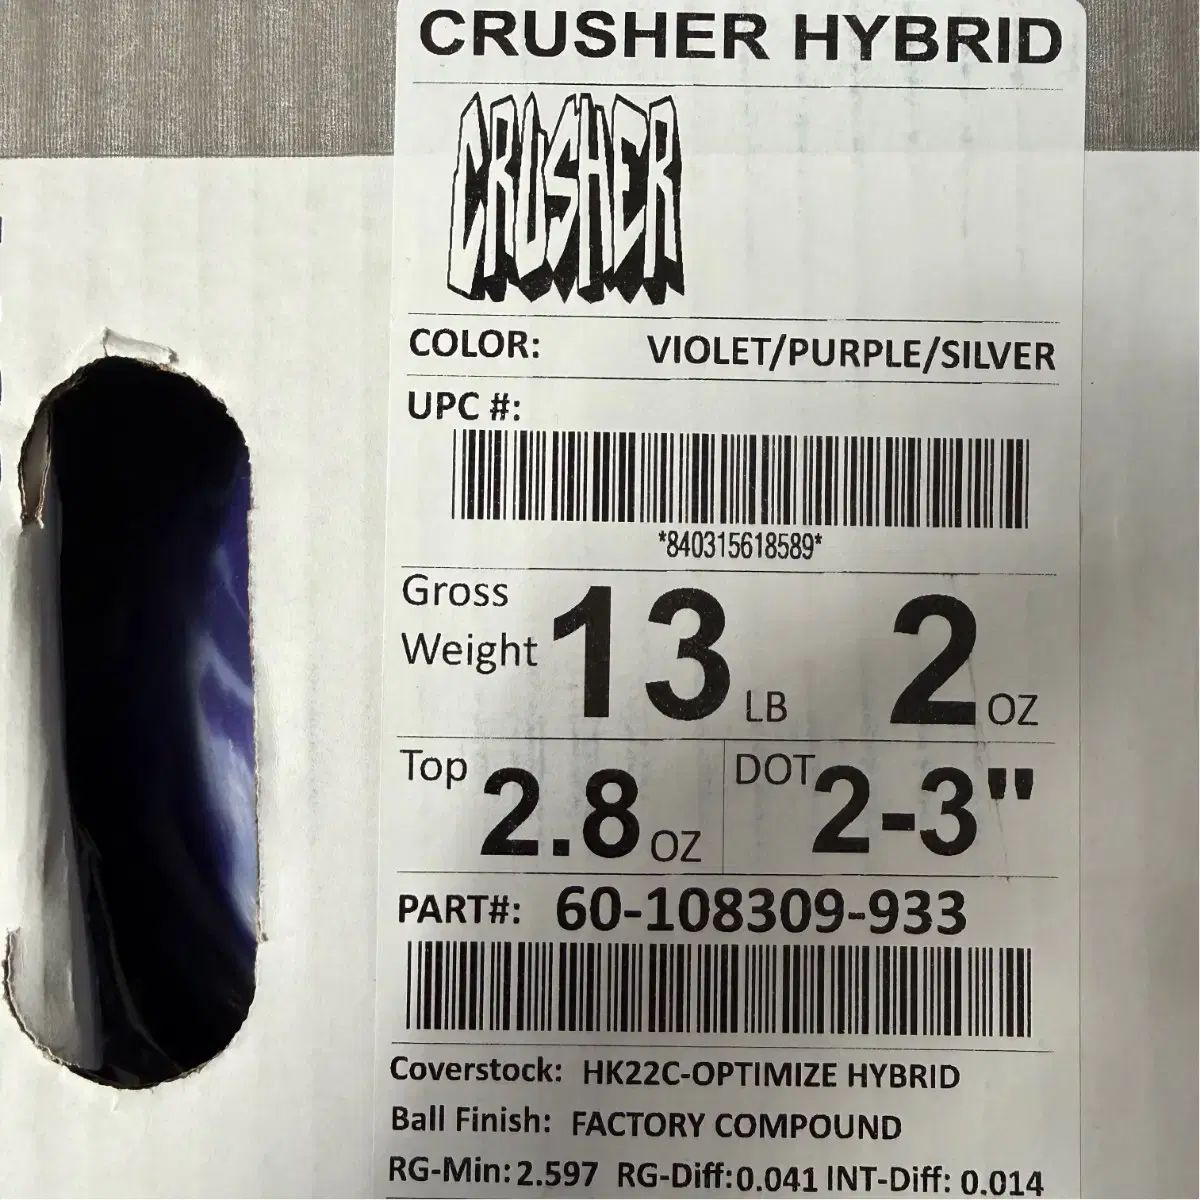 CRUSHER HYBRID
CRUSHER
COLOR: VIOLET/PURPLE/SILVER
UPC #:
*840315618589*
Gross Weight 13 LB 2 OZ
Top 2.8 OZ DOT 2-3"
PART#: 60-108309-933
Coverstock: HK22C-OPTIMIZE HYBRID
Ball Finish: FACTORY COMPOUND
RG-Min: 2.597 RG-Diff: 0.041 INT-Diff: 0.014